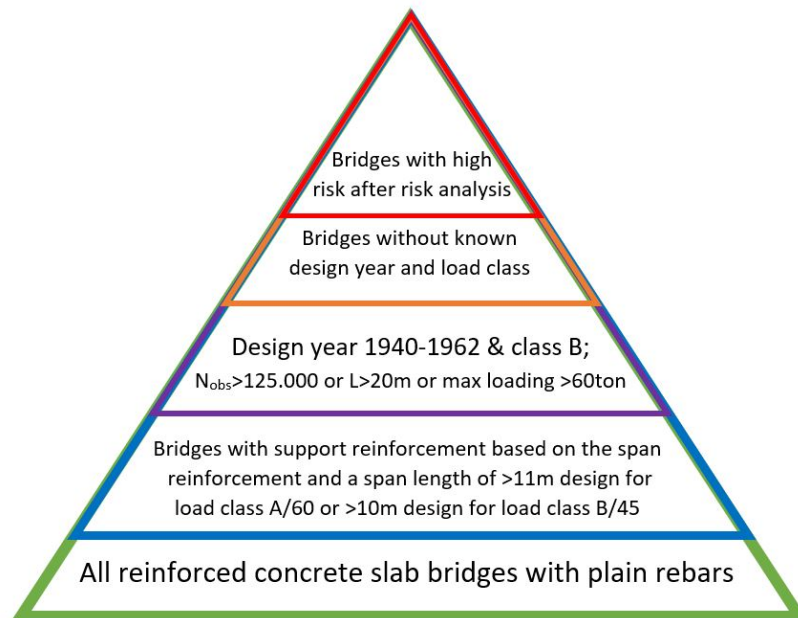 Bridges with high
risk after risk analysis
Bridges without known
design year and load class
Design year 1940-1962 & class B;
Nobs>125.000 or L>20m or max loading >60ton
Bridges with support reinforcement based on the span
reinforcement and a span length of >11m design for
load class A/60 or >10m design for load class B/45
All reinforced concrete slab bridges with plain rebars